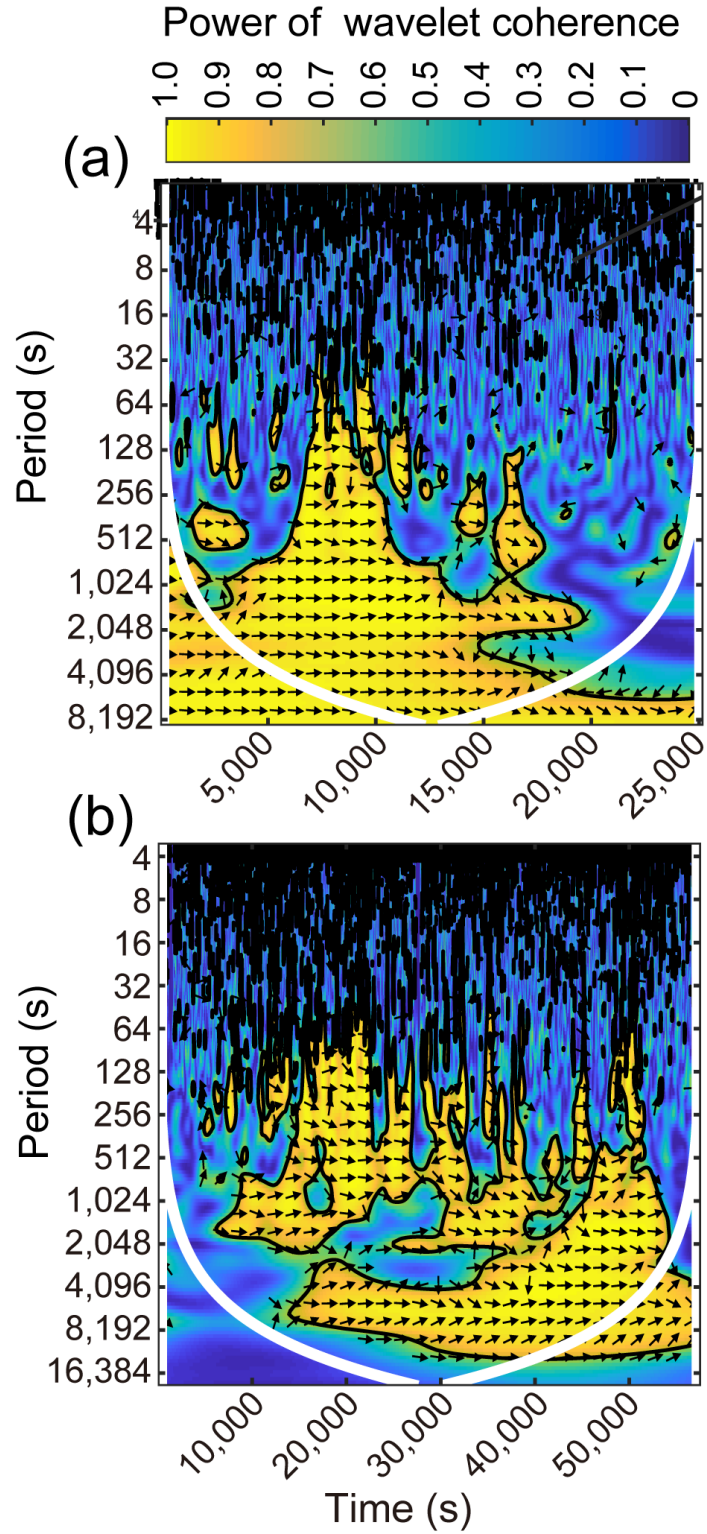 Power of wavelet coherence
1.0 0.9 0.8 0.7 0.6 0.5 0.4 0.3 0.2 0.1 0
(a)
4
8
16
32
64
128
256
512
1,024
2,048
4,096
8,192
Period (s)
5,000 10,000 15,000 20,000 25,000
(b)
4
8
16
32
64
128
256
512
1,024
2,048
4,096
8,192
16,384
Period (s)
10,000 20,000 30,000 40,000 50,000
Time (s)